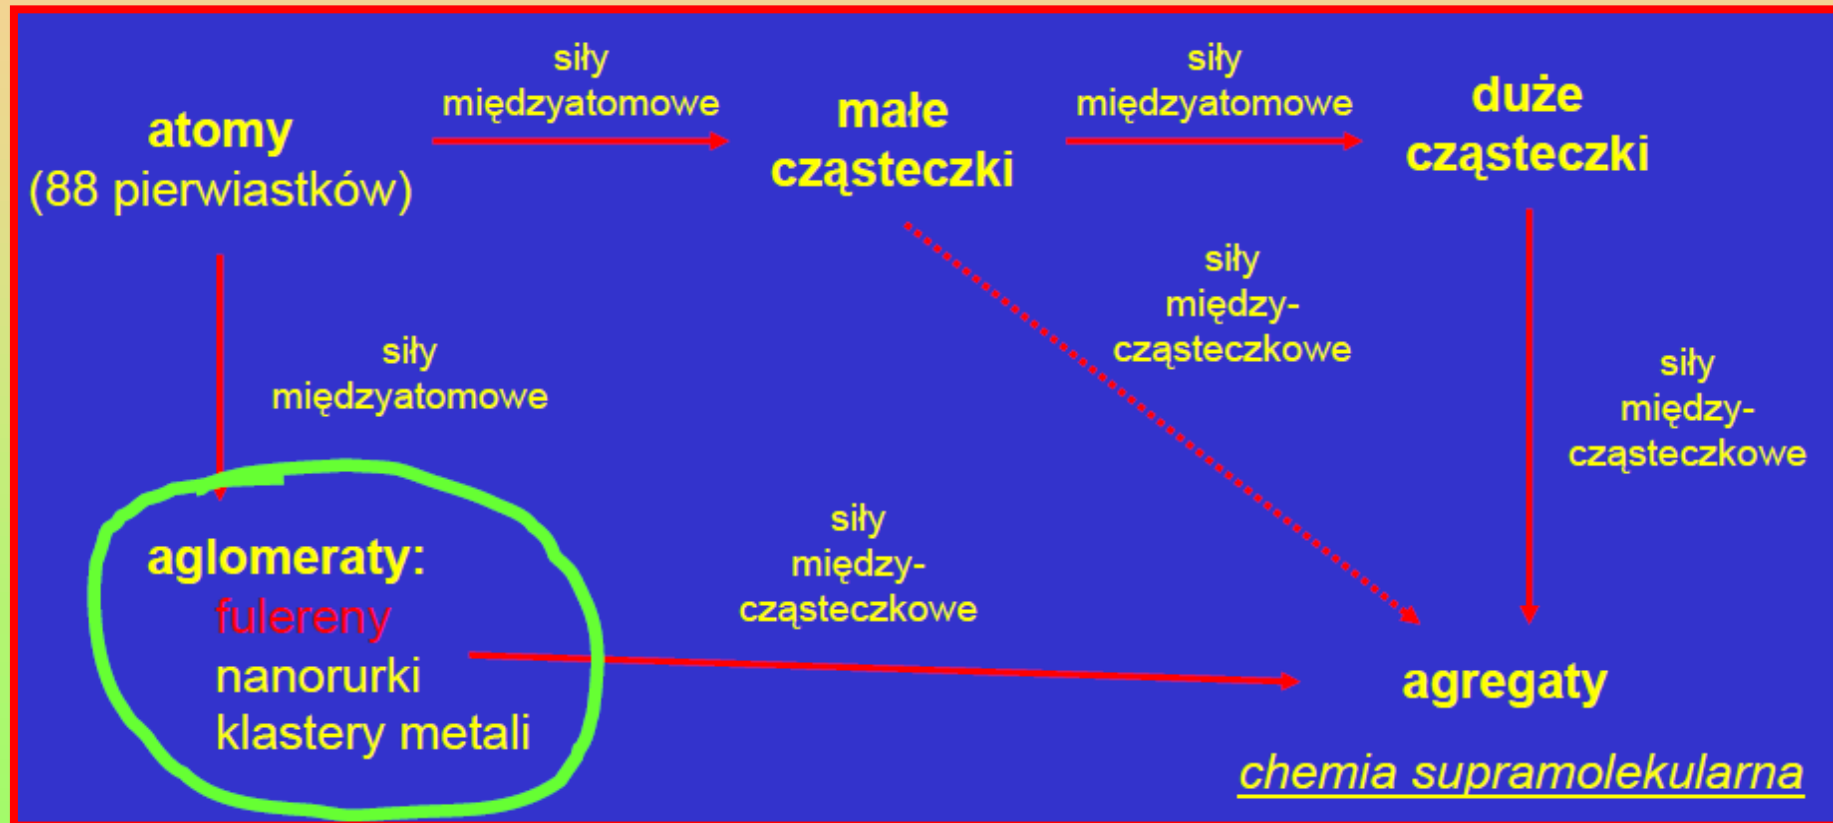 atomy
(88 pierwiastków)
siły
międzyatomowe
małe
cząsteczki
siły
międzyatomowe
duże
cząsteczki
siły
międzyatomowe
siły
między-
cząsteczkowe
siły
między-
cząsteczkowe
aglomeraty:
fulereny
nanorurki
klastery metali
siły
między-
cząsteczkowe
agregaty
chemia supramolekularna